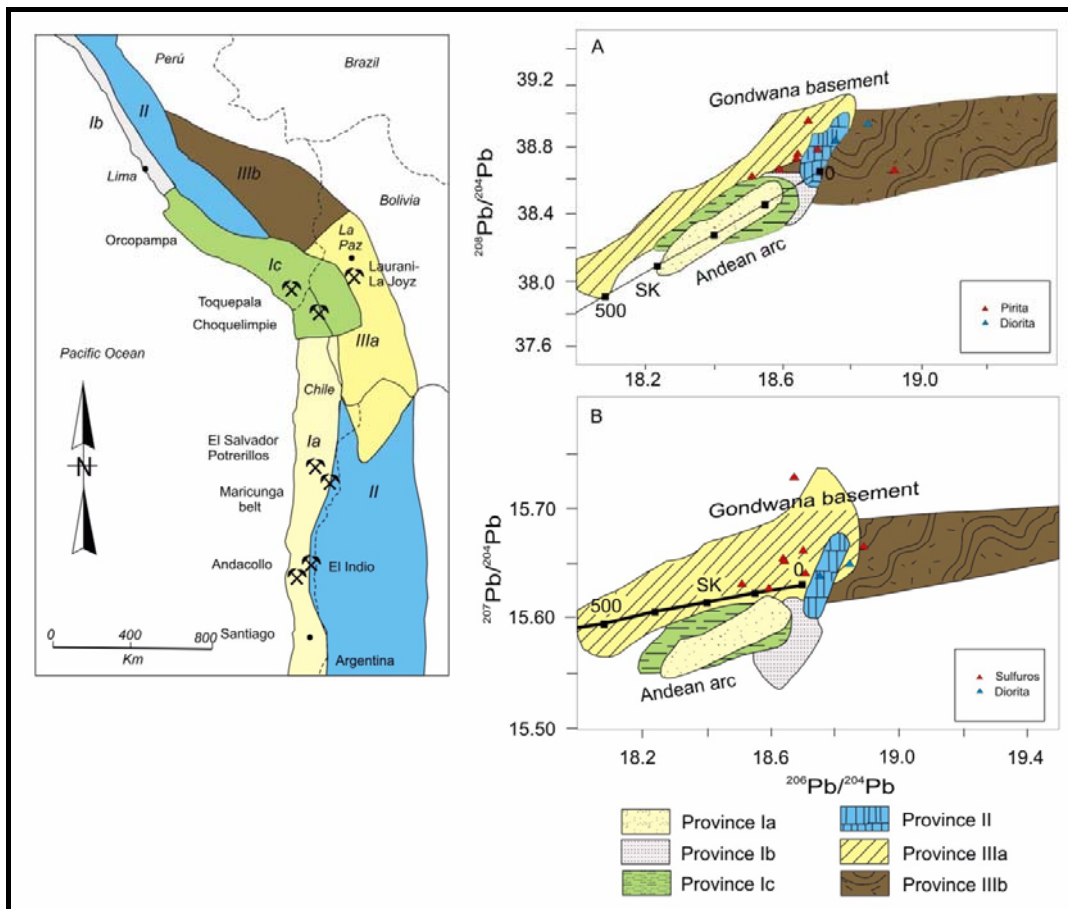 Perú
Brazil
Ib
II
Lima
IIIb
Bolivia
Orcopampa
La
Paz
Ic
Laurani-
La Joyz
Toquepala
Choquelimpie
IIIa
Pacific Ocean
Chile
N
El Salvador
Potrerillos
Ia
II
Maricunga
belt
Andacollo
El Indio
Santiago
0 400 800
Km
Argentina
A
Gondwana basement
39.2
38.8
38.4
38.0
37.6
208Pb/204Pb
0
Andean arc
SK
500
Pirita
Diorita
18.2 18.6 19.0
B
Gondwana basement
15.70
15.60
15.50
207Pb/204Pb
0
SK
500
Andean arc
Sulfuros
Diorita
18.2 18.6 19.0 19.4
206Pb/204Pb
Province Ia
Province II
Province Ib
Province IIIa
Province Ic
Province IIIb